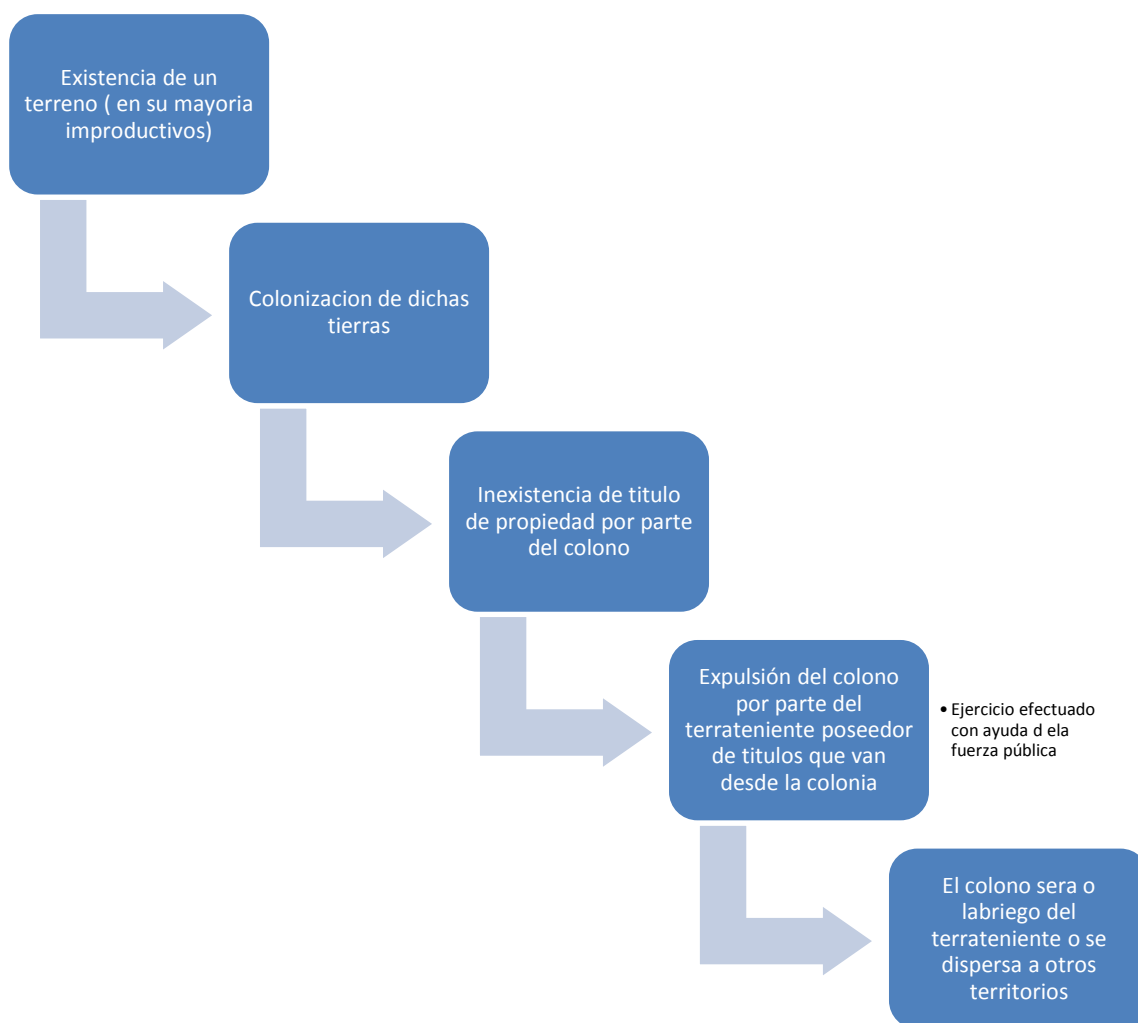 Existencia de un
terreno ( en su mayoria
improductivos)
Colonizacion de dichas
tierras
Inexistencia de titulo
de propiedad por parte
del colono
Expulsión del colono
por parte del
terrateniente poseedor
de titulos que van
desde la colonia
• Ejercicio efectuado
con ayuda d ela
fuerza pública
El colono sera o
labriego del
terrateniente o se
dispersa a otros
territorios